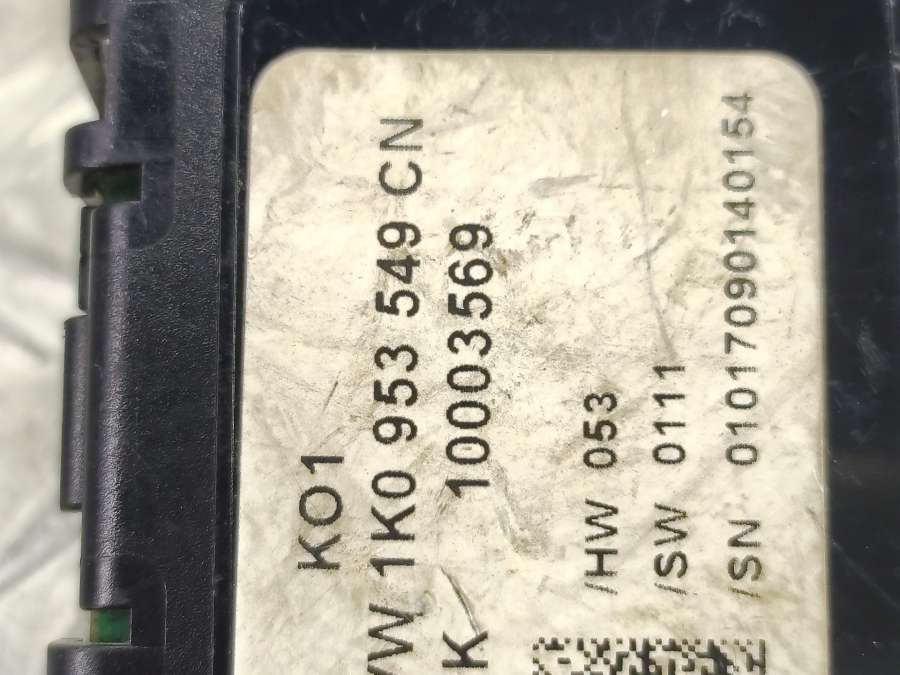 KO1
VW 1K0 953 549 CN
K 10003569
/HW 053
/SW 0111
/SN 01017090140154